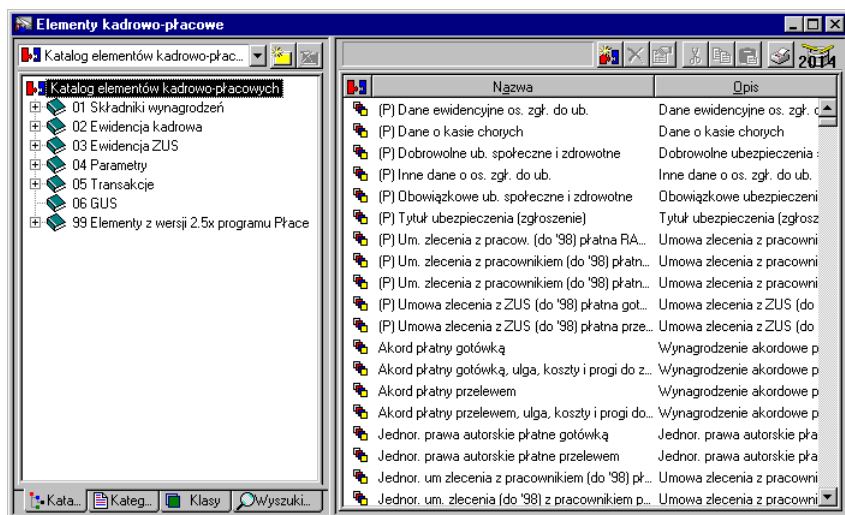 Elementy kadrowo-płacowe
Katalog elementów kadrowo-płac...
2014
Katalog elementów kadrowo-płacowych
01 Składniki wynagrodzeń
02 Ewidencja kadrowa
03 Ewidencja ZUS
04 Parametry
05 Transakcje
06 GUS
99 Elementy z wersji 2.5x programu Płace
Kata...
Kateg...
Klasy
Wyszuki...
Nazwa Opis
(P) Dane ewidencyjne os. zgł. do ub. Dane ewidencyjne os. zgł. d
(P) Dane o kasie chorych Dane o kasie chorych
(P) Dobrowolne ub. społeczne i zdrowotne Dobrowolne ubezpieczenia
(P) Inne dane o os. zgł. do ub. Inne dane o os. zgł. do ub.
(P) Obowiązkowe ub. społeczne i zdrowotne Obowiązkowe ubezpieczeni
(P) Tytuł ubezpieczenia (zgłoszenie) Tytuł ubezpieczenia (zgłosz
(P) Um. zlecenia z pracow. (do '98) płatna RA... Umowa zlecenia z pracowni
(P) Um. zlecenia z pracownikiem (do '98) płatn... Umowa zlecenia z pracowni
(P) Um. zlecenia z pracownikiem (do '98) płatn... Umowa zlecenia z pracowni
(P) Umowa zlecenia z ZUS (do '98) płatna got... Umowa zlecenia z ZUS (do
(P) Umowa zlecenia z ZUS (do '98) płatna prze... Umowa zlecenia z ZUS (do
Akord płatny gotówką Wynagrodzenie akordowe p
Akord płatny gotówką, ulga, koszty i progi do z... Wynagrodzenie akordowe p
Akord płatny przelewem Wynagrodzenie akordowe p
Akord płatny przelewem, ulga, koszty i progi do... Wynagrodzenie akordowe p
Jednor. prawa autorskie płatne gotówką Jednor. prawa autorskie pła
Jednor. prawa autorskie płatne przelewem Jednor. prawa autorskie pła
Jednor. um zlecenia z pracownikiem (do '98) pł... Umowa zlecenia z pracowni
Jednor. um. zlecenia (do '98) z pracownikiem p... Umowa zlecenia z pracowni